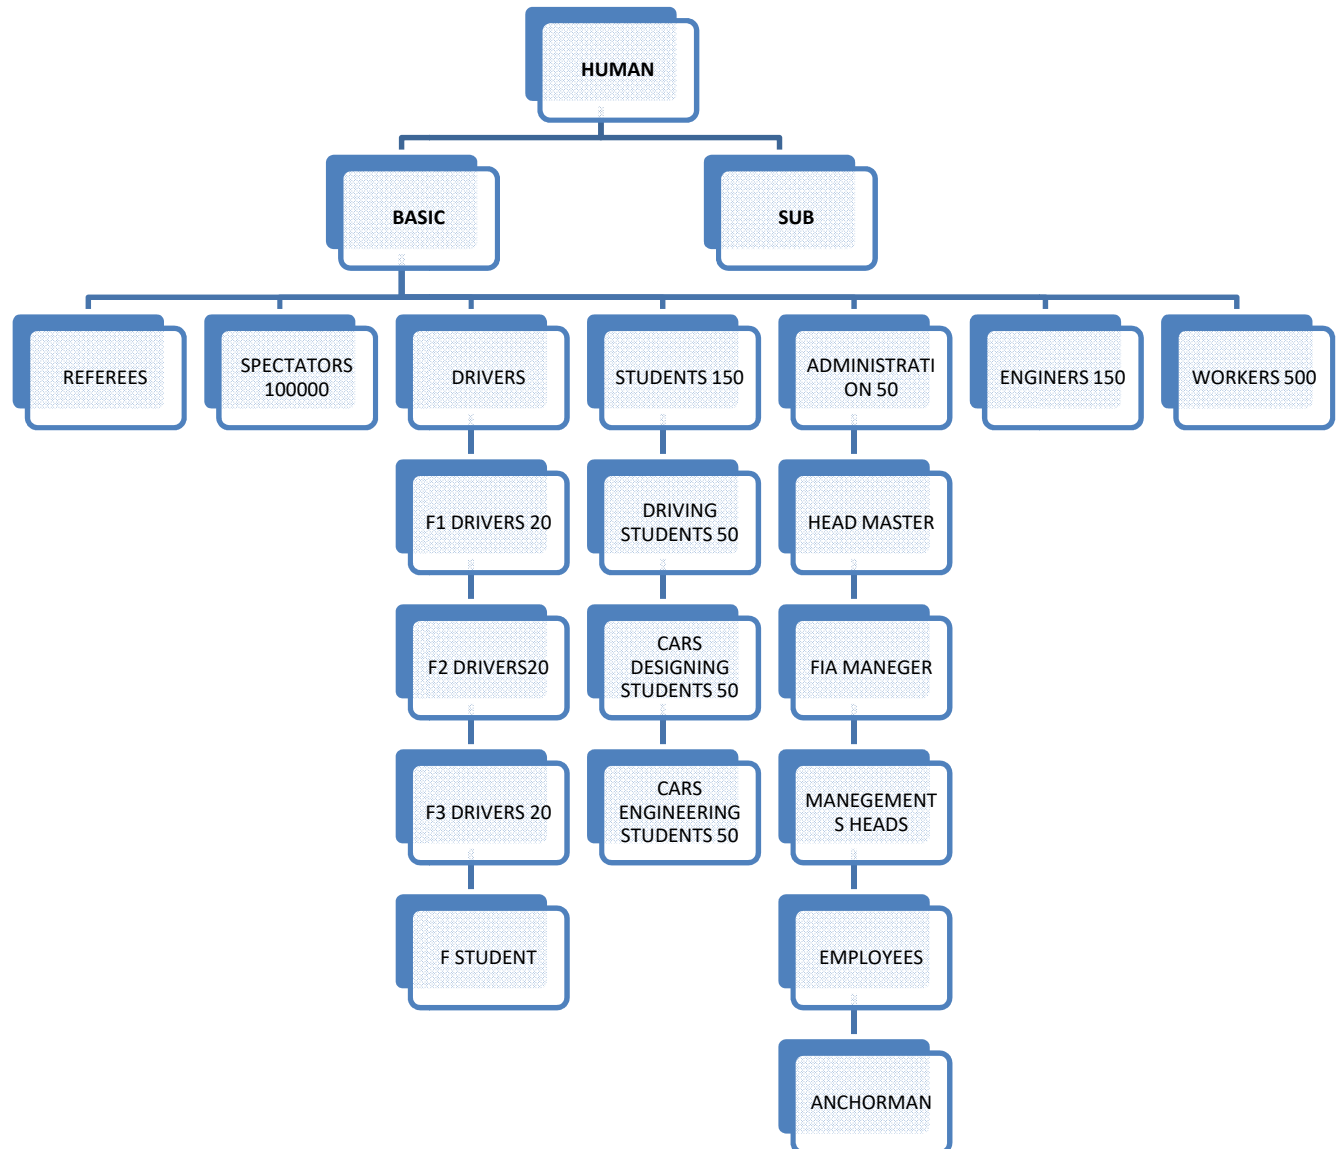 HUMAN
BASIC
SUB
REFEREES
SPECTATORS
100000
DRIVERS
STUDENTS 150
ADMINISTRATI
ON 50
ENGINERS 150
WORKERS 500
F1 DRIVERS 20
DRIVING
STUDENTS 50
HEAD MASTER
F2 DRIVERS20
CARS
DESIGNING
STUDENTS 50
FIA MANEGER
F3 DRIVERS 20
CARS
ENGINEERING
STUDENTS 50
MANEGEMENT
S HEADS
F STUDENT
EMPLOYEES
ANCHORMAN